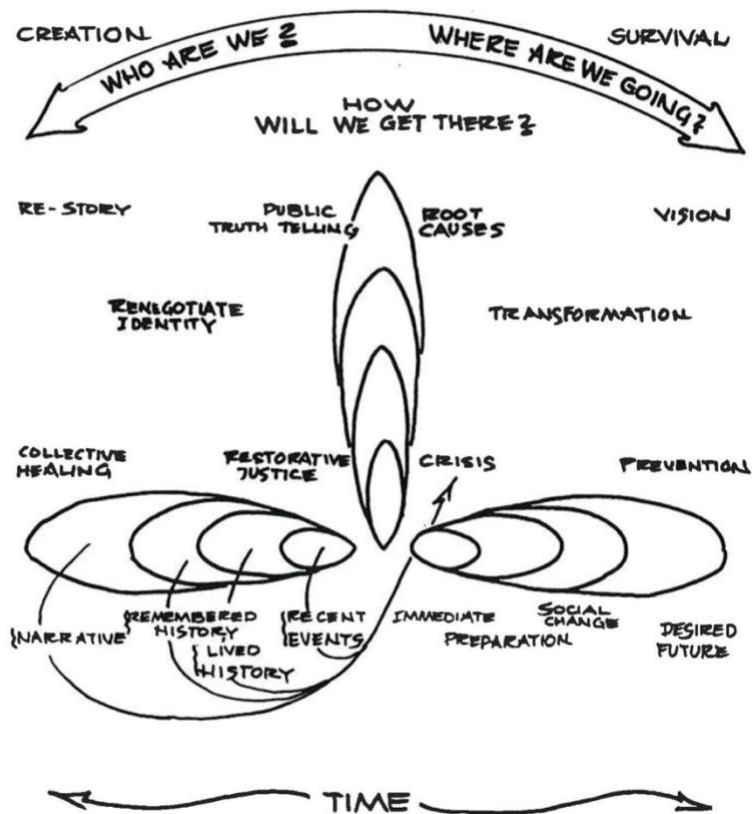 CREATION
SURVIVAL
WHO ARE WE?
WHERE ARE WE GOING?
HOW
WILL WE GET THERE?
RE-STORY
PUBLIC
TRUTH TELLING
ROOT
CAUSES
VISION
RENEGOTIATE
IDENTITY
TRANSFORMATION
COLLECTIVE
HEALING
RESTORATIVE
JUSTICE
CRISIS
PREVENTION
{NARRATIVE
{REMEMBERED
HISTORY
{LIVED
HISTORY
{RECENT
EVENTS
IMMEDIATE
PREPARATION
SOCIAL
CHANGE
DESIRED
FUTURE
TIME